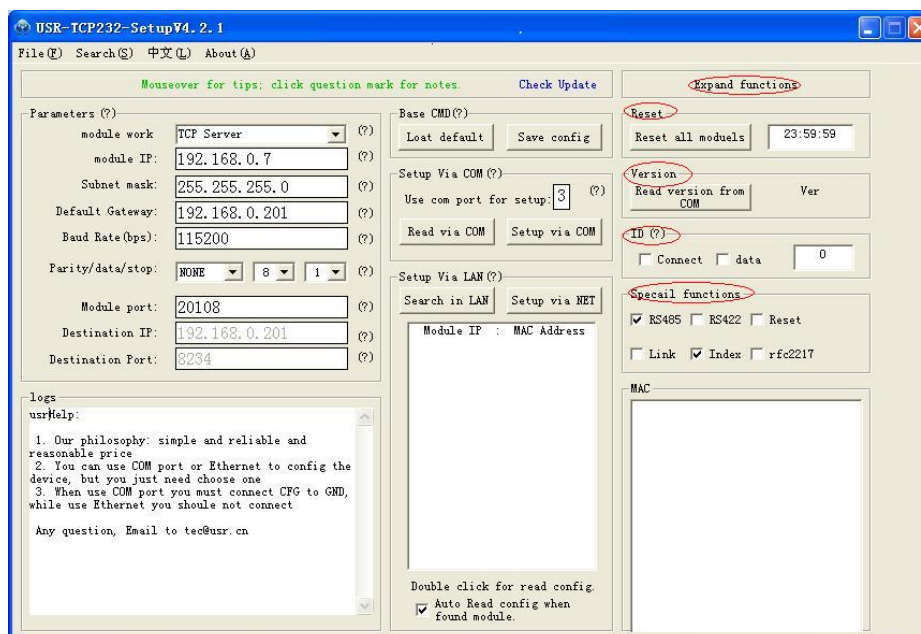 USR-TCP232-SetupV4.2.1
File(F) Search(S) 中文(L) About(A)
Mouseover for tips; click question mark for notes. Check Update
Expand functions
Parameters (?)
module work TCP Server (?)
module IP: 192.168.0.7 (?)
Subnet mask: 255.255.255.0 (?)
Default Gateway: 192.168.0.201 (?)
Baud Rate(bps): 115200 (?)
Parity/data/stop: NONE 8 1 (?)
Module port: 20108 (?)
Destination IP: 192.168.0.201 (?)
Destination Port: 8234 (?)
logs
usrHelp:
1. Our philosophy: simple and reliable and
reasonable price
2. You can use COM port or Ethernet to config the
device, but you just need choose one
3. When use COM port you must connect CFG to GND,
while use Ethernet you shoule not connect
Any question, Email to tec@usr.cn
Base CMD(?)
Loat default Save config
Setup Via COM(?)
Use com port for setup: 3 (?)
Read via COM Setup via COM
Setup Via LAN(?)
Search in LAN Setup via NET
Module IP : MAC Address
Double click for read config.
Auto Read config when
found module.
Reset
Reset all moduels 23:59:59
Version
Read version from
COM
Ver
ID(?)
Connect data 0
Specail functions
RS485 RS422 Reset
Link Index rfc2217
MAC